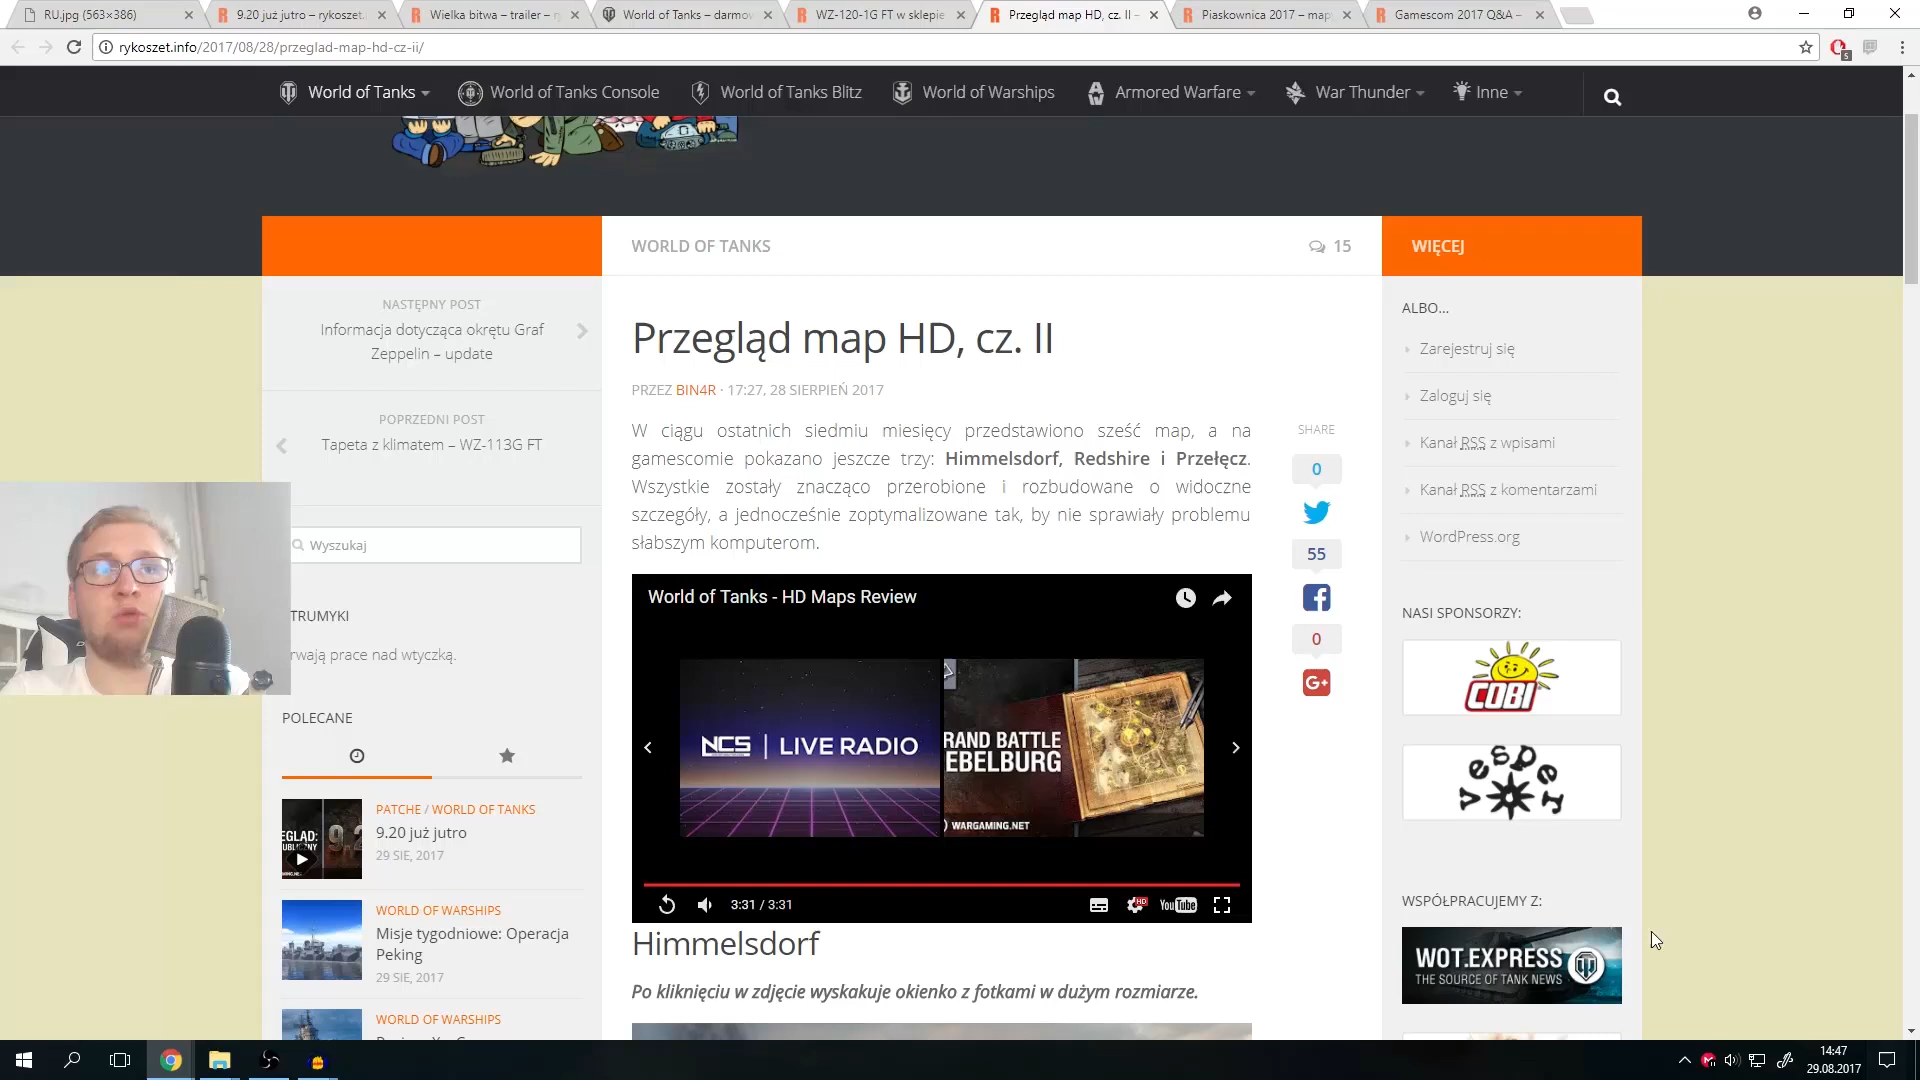 RU.jpg (563×386)
9.20 już jutro – rykoszet.
Wielka bitwa – trailer –
World of Tanks – darmo
WZ-120-1G FT w sklepie
Przegląd map HD, cz. II –
Piaskownica 2017 – map
Gamescom 2017 Q&A –
rykoszet.info/2017/08/28/przeglad-map-hd-cz-ii/
5
World of Tanks
World of Tanks Console
World of Tanks Blitz
World of Warships
Armored Warfare
War Thunder
Inne
WORLD OF TANKS
15
WIĘCEJ
NASTĘPNY POST
Informacja dotycząca okrętu Graf
Zeppelin – update
POPRZEDNI POST
Tapeta z klimatem – WZ-113G FT
Wyszukaj
TRUMYKI
rwają prace nad wtyczką.
POLECANE
PATCHE / WORLD OF TANKS
9.20 już jutro
29 SIE, 2017
WORLD OF WARSHIPS
Misje tygodniowe: Operacja
Peking
29 SIE, 2017
WORLD OF WARSHIPS
Przegląd map HD, cz. II
PRZEZ BIN4R · 17:27, 28 SIERPIEŃ 2017
W ciągu ostatnich siedmiu miesięcy przedstawiono sześć map, a na
gamescomie pokazano jeszcze trzy: Himmelsdorf, Redshire i Przełęcz.
Wszystkie zostały znacząco przerobione i rozbudowane o widoczne
szczegóły, a jednocześnie zoptymalizowane tak, by nie sprawiały problemu
słabszym komputerom.
SHARE
0
55
0
G+
World of Tanks - HD Maps Review
NCS | LIVE RADIO
RAND BATTLE
EBELBURG
WARGAMING.NET
3:31 / 3:31
HD
YouTube
Himmelsdorf
Po kliknięciu w zdjęcie wyskakuje okienko z fotkami w dużym rozmiarze.
ALBO...
Zarejestruj się
Zaloguj się
Kanał RSS z wpisami
Kanał RSS z komentarzami
WordPress.org
NASI SPONSORZY:
COBI
vesper
WSPÓŁPRACUJEMY Z:
WOT.EXPRESS
THE SOURCE OF TANK NEWS
14:47
29.08.2017